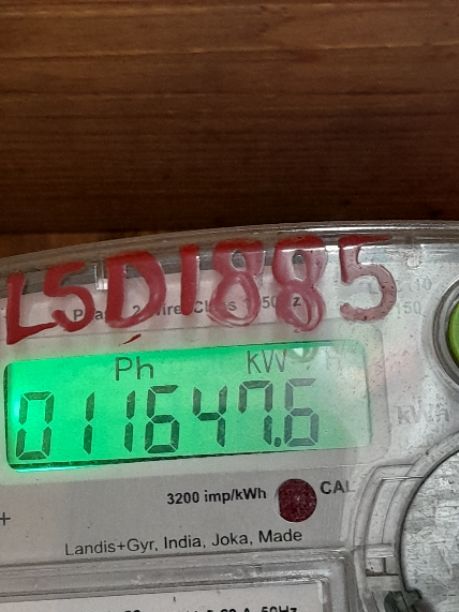 LSD1885
Ph KW H
011647.6
kWh
3200 imp/kWh CAL
+
Landis+Gyr, India, Joka, Made